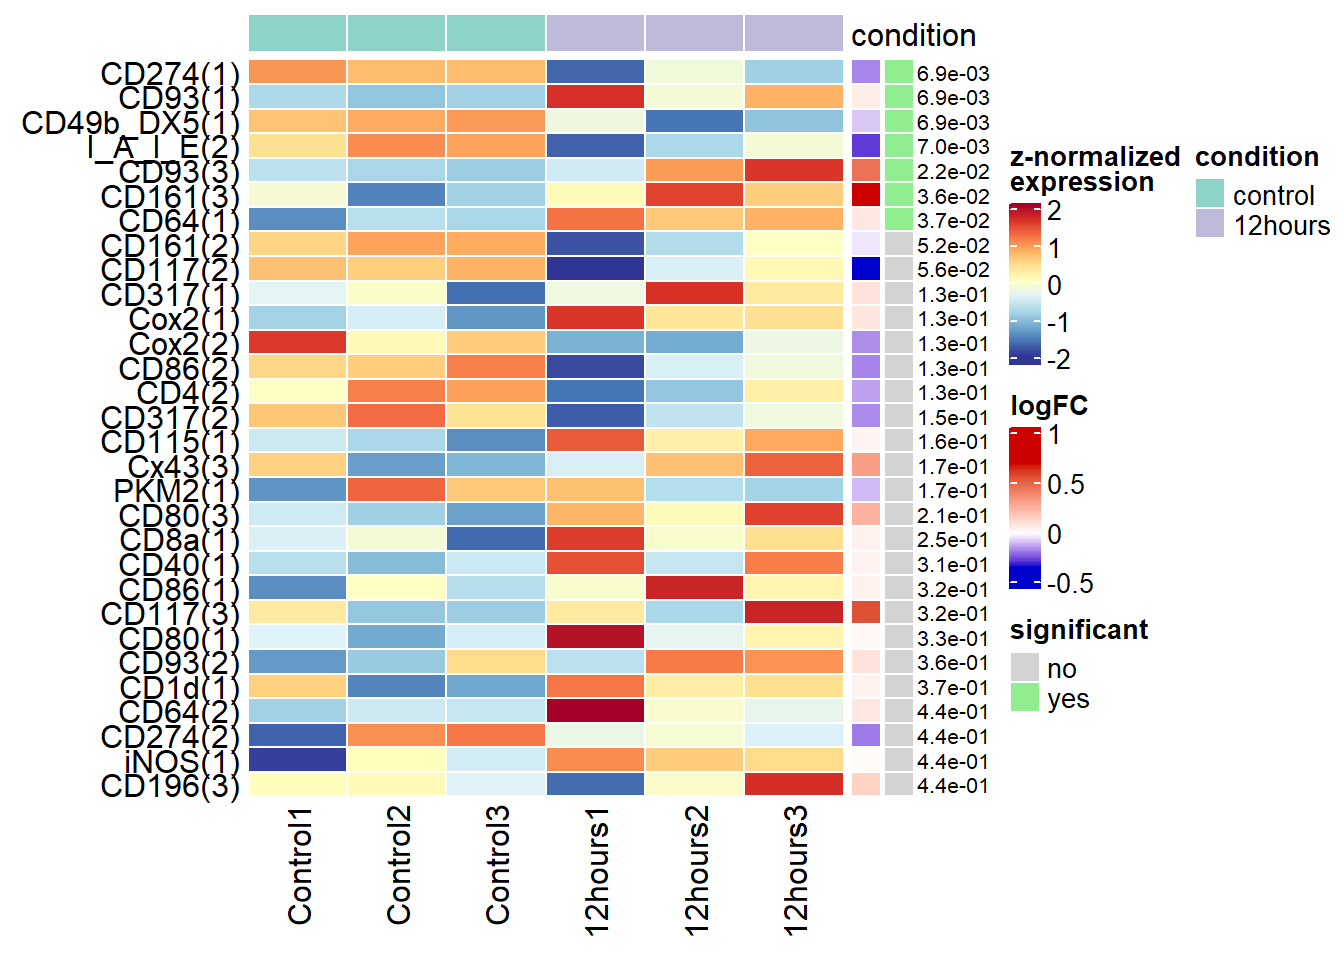 condition
CD274(1) 6.9e-03
CD93(1) 6.9e-03
CD49b_DX5(1) 6.9e-03
I_A_I_E(2) 7.0e-03
CD93(3) 2.2e-02
CD161(3) 3.6e-02
CD64(1) 3.7e-02
CD161(2) 5.2e-02
CD117(2) 5.6e-02
CD317(1) 1.3e-01
Cox2(1) 1.3e-01
Cox2(2) 1.3e-01
CD86(2) 1.3e-01
CD4(2) 1.3e-01
CD317(2) 1.5e-01
CD115(1) 1.6e-01
Cx43(3) 1.7e-01
PKM2(1) 1.7e-01
CD80(3) 2.1e-01
CD8a(1) 2.5e-01
CD40(1) 3.1e-01
CD86(1) 3.2e-01
CD117(3) 3.2e-01
CD80(1) 3.3e-01
CD93(2) 3.6e-01
CD1d(1) 3.7e-01
CD64(2) 4.4e-01
CD274(2) 4.4e-01
iNOS(1) 4.4e-01
CD196(3) 4.4e-01
Control1
Control2
Control3
12hours1
12hours2
12hours3
z-normalized
expression
2
1
0
-1
-2
logFC
1
0.5
0
-0.5
significant
no
yes
condition
control
12hours